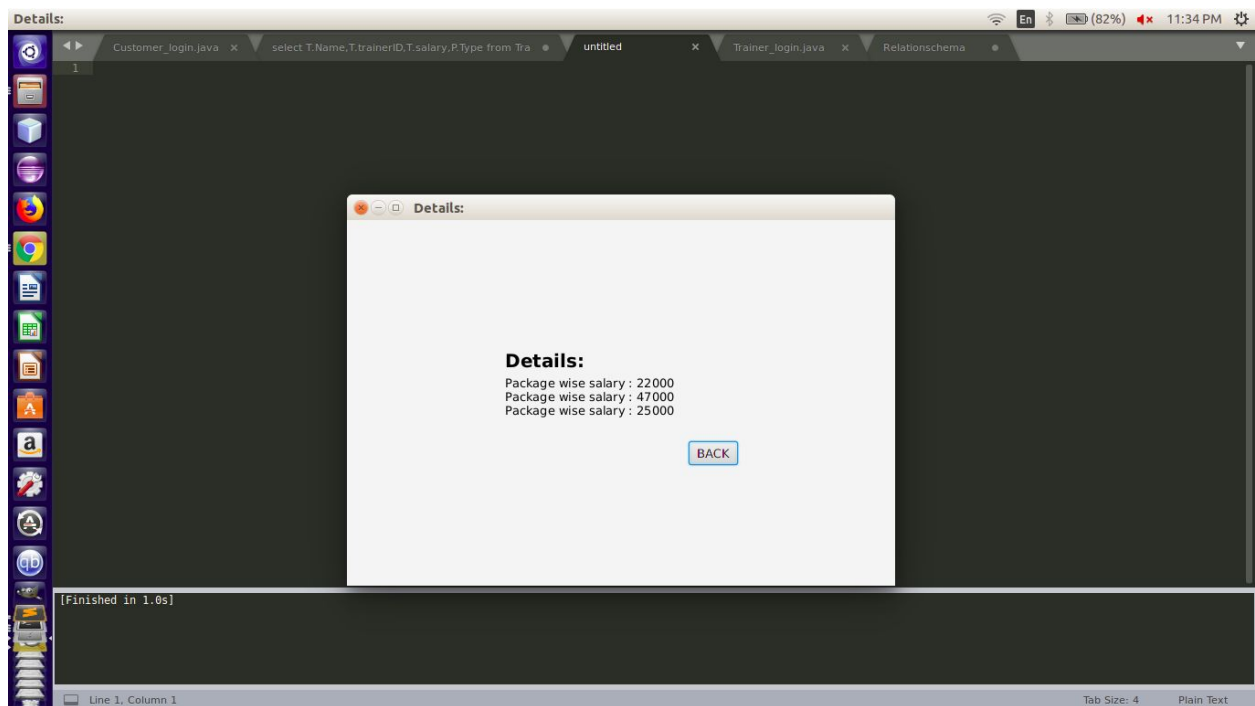 Details:
En (82%) 11:34 PM
Customer_login.java x select T.Name,T.trainerID,T.salary,P.Type from Tra untitled x Trainer_login.java x Relationschema
1
Details:
Details:
Package wise salary : 22000
Package wise salary : 47000
Package wise salary : 25000
BACK
[Finished in 1.0s]
Line 1, Column 1 Tab Size: 4 Plain Text